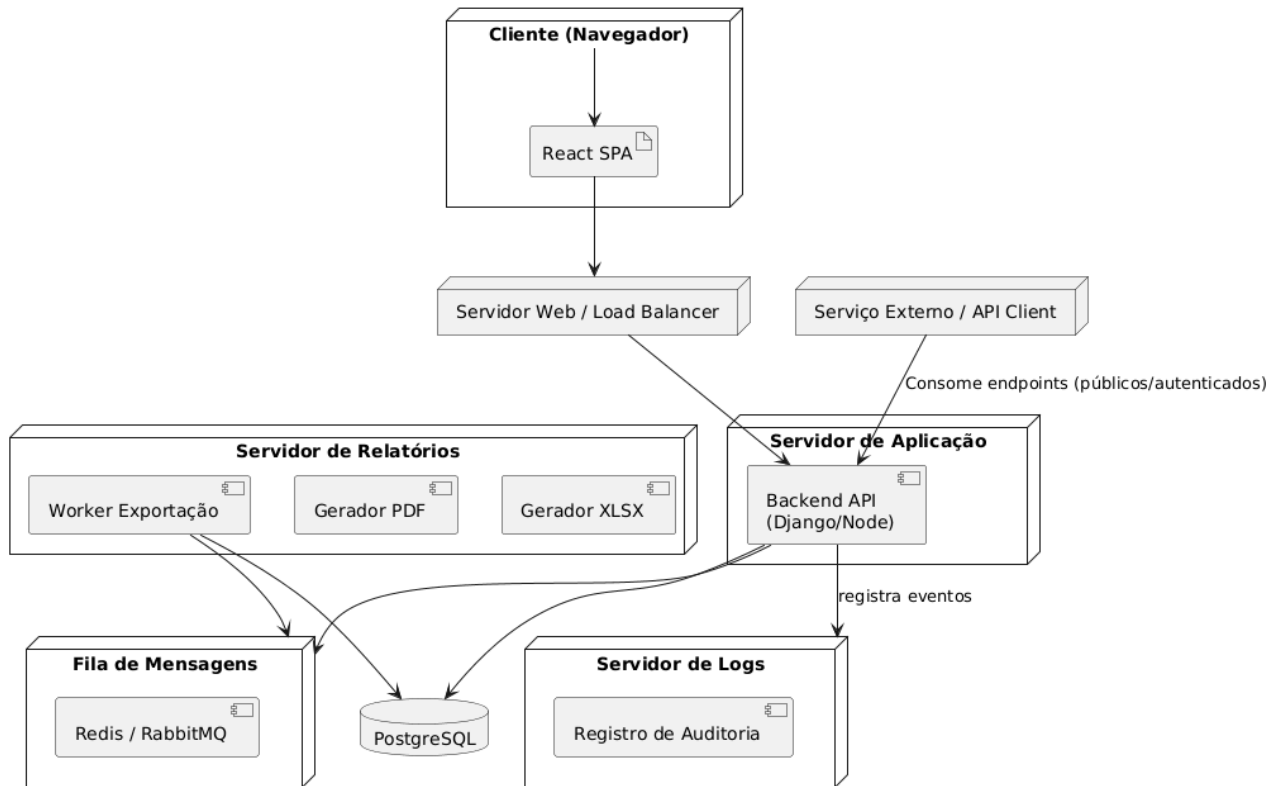 Cliente (Navegador)
React SPA
Servidor Web / Load Balancer
Serviço Externo / API Client
Consome endpoints (públicos/autenticados)
Servidor de Relatórios
Servidor de Aplicação
Worker Exportação
Gerador PDF
Gerador XLSX
Backend API
(Django/Node)
registra eventos
Fila de Mensagens
Servidor de Logs
Redis / RabbitMQ
PostgreSQL
Registro de Auditoria